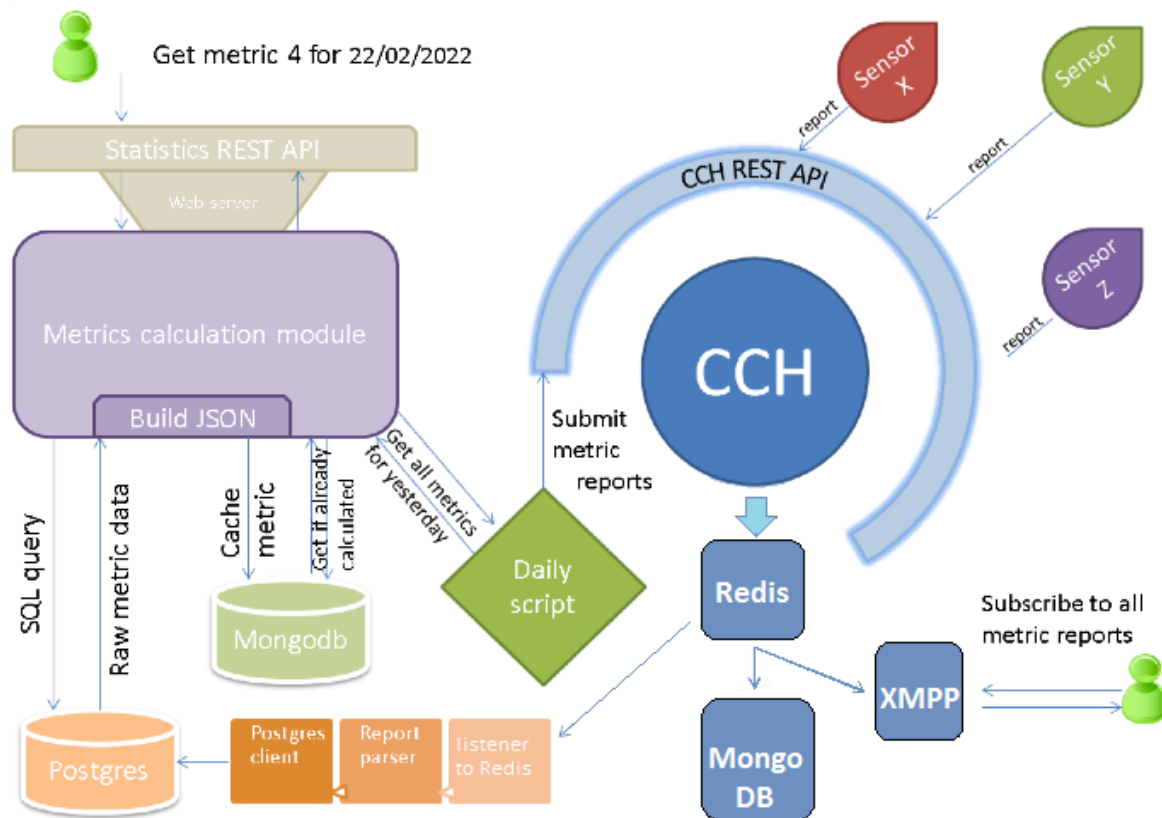 Get metric 4 for 22/02/2022
Statistics REST API
Web server
Metrics calculation module
Build JSON
SQL query
Raw metric data
Cache
metric
Get it already
calculated
Get all metrics
for yesterday
Mongodb
Postgres
Postgres
client
Report
parser
listener
to Redis
Daily
script
Submit
metric
reports
CCH REST API
CCH
Sensor
X
report
Sensor
Y
report
Sensor
Z
report
Redis
Mongo
DB
XMPP
Subscribe to all
metric reports